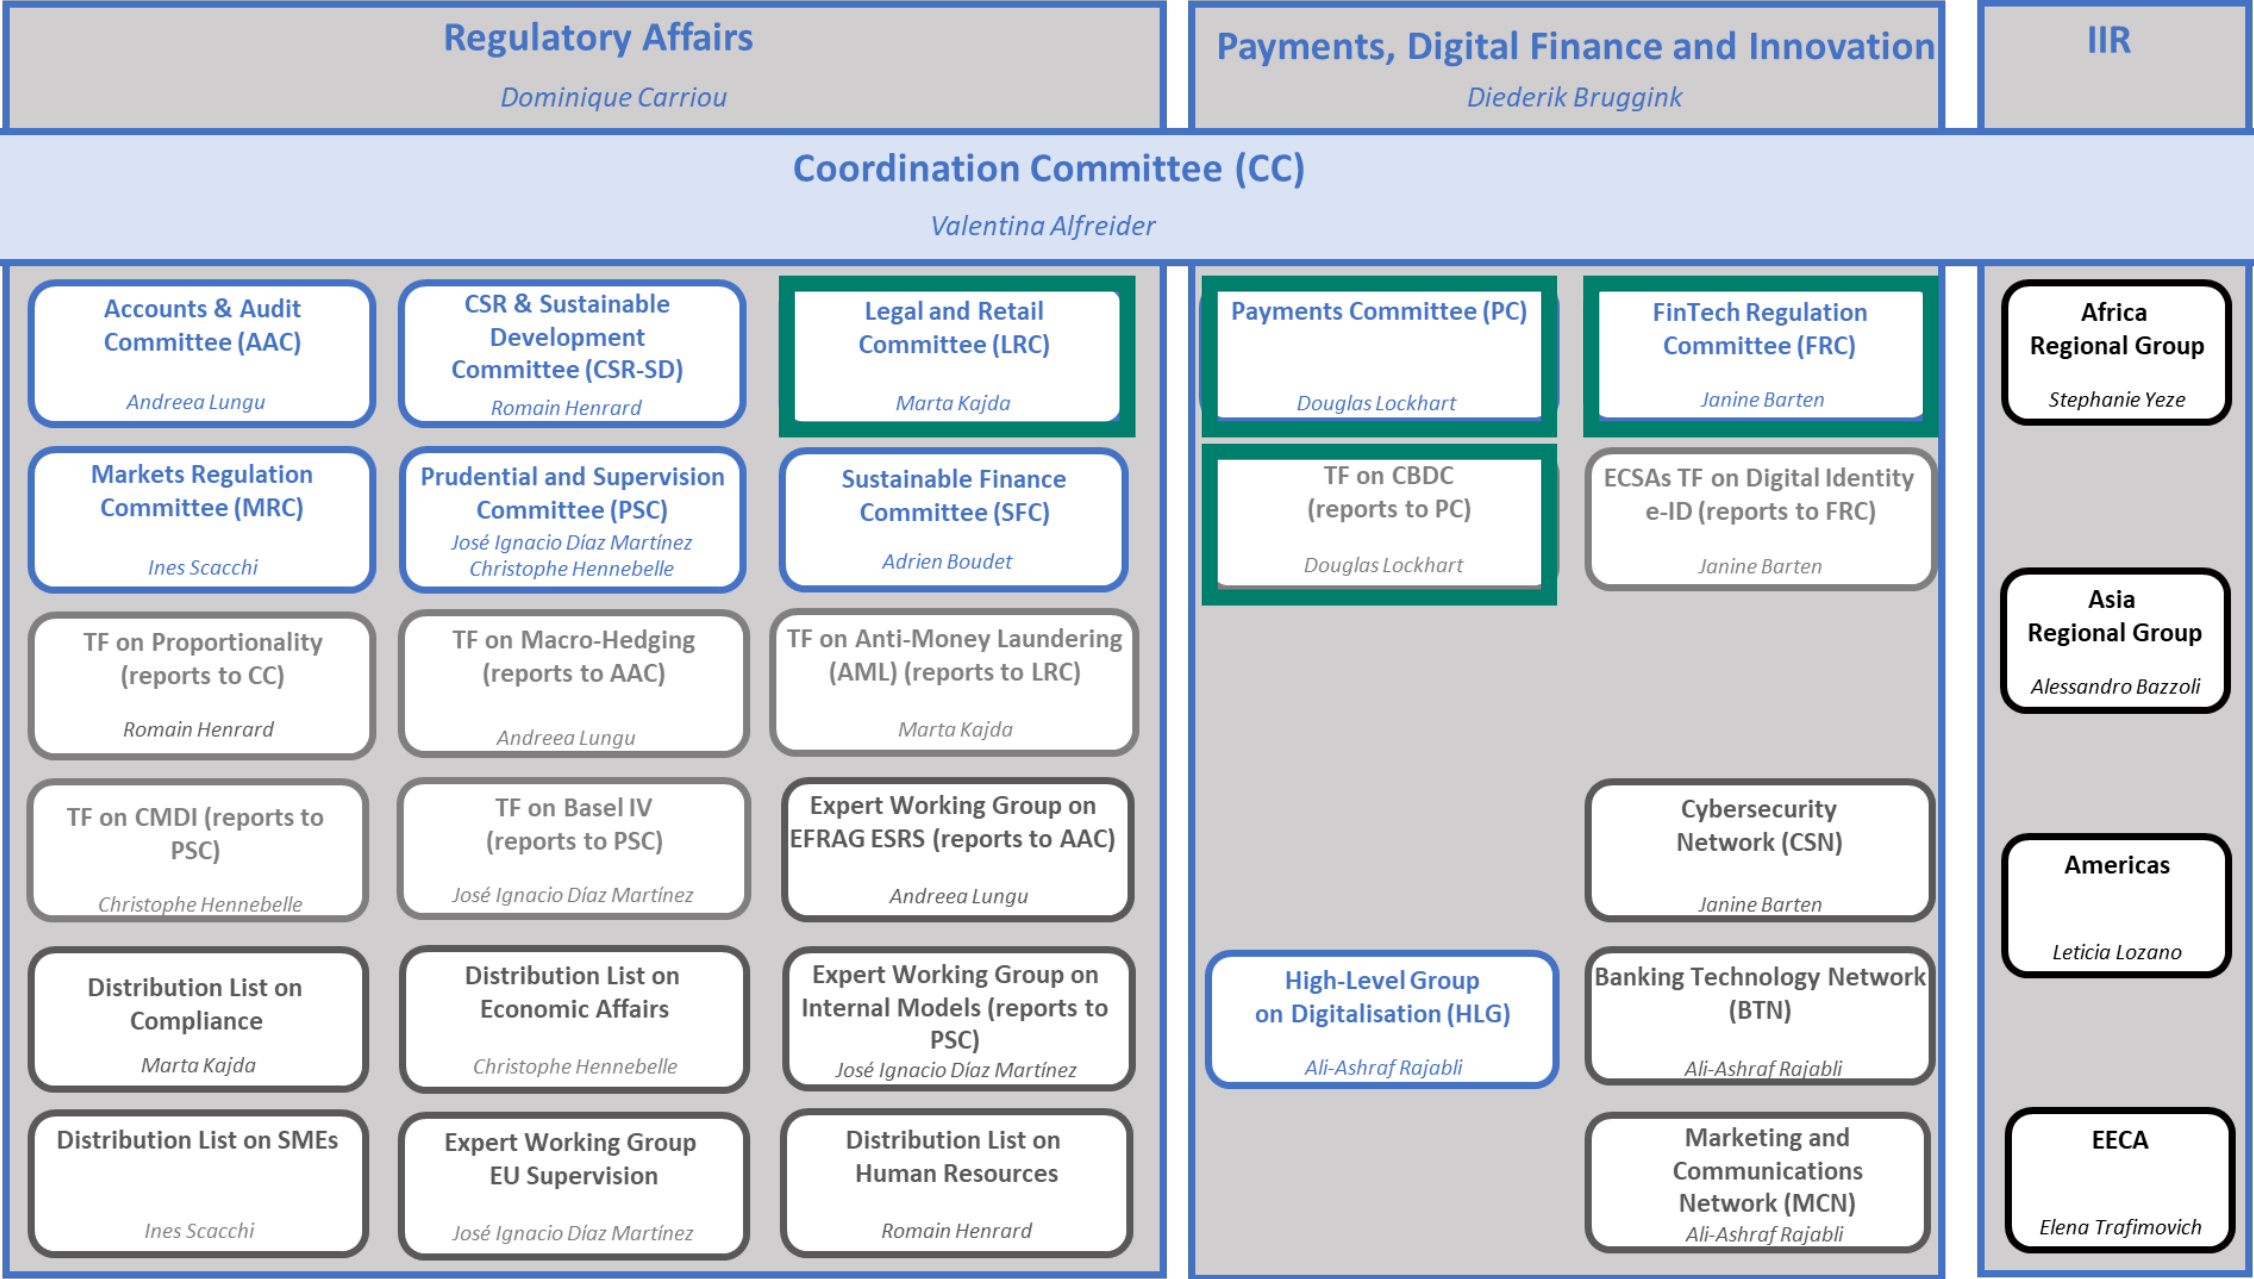 Regulatory Affairs
Dominique Carriou
Payments, Digital Finance and Innovation
Diederik Bruggink
IIR
Coordination Committee (CC)
Valentina Alfreider
Accounts & Audit
Committee (AAC)
Andreea Lungu
CSR & Sustainable
Development
Committee (CSR-SD)
Romain Henrard
Legal and Retail
Committee (LRC)
Marta Kajda
Payments Committee (PC)
Douglas Lockhart
FinTech Regulation
Committee (FRC)
Janine Barten
Africa
Regional Group
Stephanie Yeze
Markets Regulation
Committee (MRC)
Ines Scacchi
Prudential and Supervision
Committee (PSC)
José Ignacio Díaz Martínez
Christophe Hennebelle
Sustainable Finance
Committee (SFC)
Adrien Boudet
TF on CBDC
(reports to PC)
Douglas Lockhart
ECSAs TF on Digital Identity
e-ID (reports to FRC)
Janine Barten
Asia
Regional Group
Alessandro Bazzoli
TF on Proportionality
(reports to CC)
Romain Henrard
TF on Macro-Hedging
(reports to AAC)
Andreea Lungu
TF on Anti-Money Laundering
(AML) (reports to LRC)
Marta Kajda
TF on CMDI (reports to
PSC)
Christophe Hennebelle
TF on Basel IV
(reports to PSC)
José Ignacio Díaz Martínez
Expert Working Group on
EFRAG ESRS (reports to AAC)
Andreea Lungu
Cybersecurity
Network (CSN)
Janine Barten
Americas
Leticia Lozano
Distribution List on
Compliance
Marta Kajda
Distribution List on
Economic Affairs
Christophe Hennebelle
Expert Working Group on
Internal Models (reports to
PSC)
José Ignacio Díaz Martínez
High-Level Group
on Digitalisation (HLG)
Ali-Ashraf Rajabli
Banking Technology Network
(BTN)
Ali-Ashraf Rajabli
Distribution List on SMEs
Ines Scacchi
Expert Working Group
EU Supervision
José Ignacio Díaz Martínez
Distribution List on
Human Resources
Romain Henrard
Marketing and
Communications
Network (MCN)
Ali-Ashraf Rajabli
EECA
Elena Trafimovich